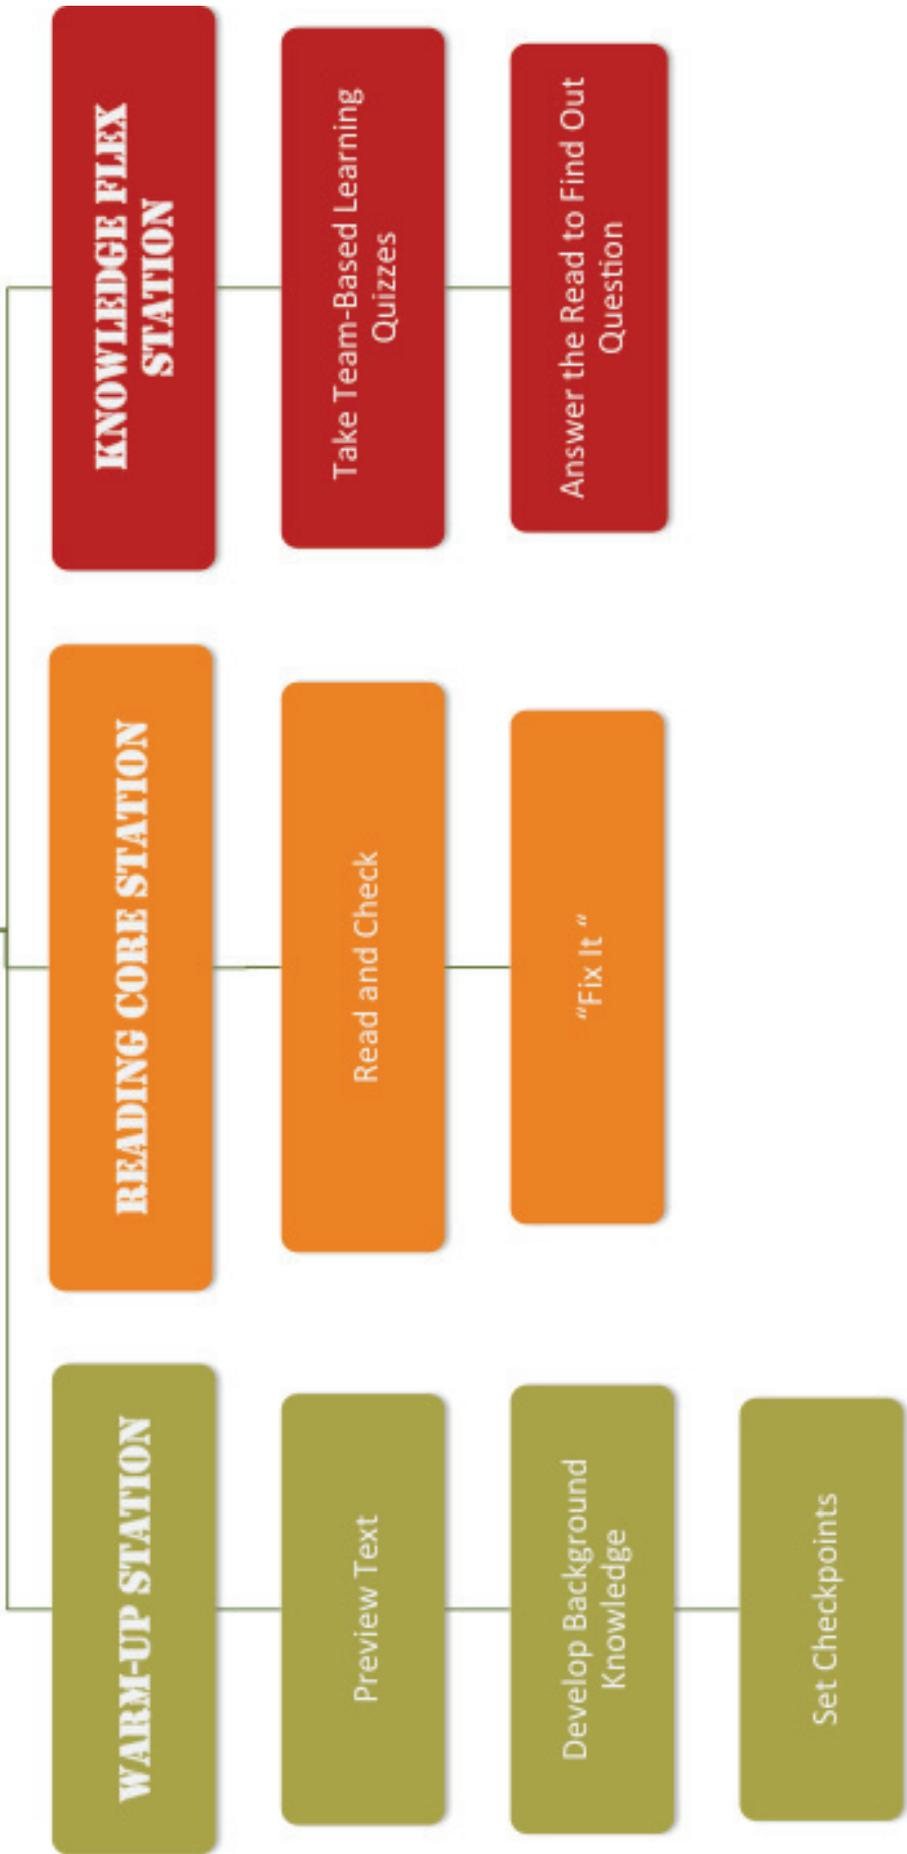 WARM-UP STATION
Preview Text
Develop Background
Knowledge
Set Checkpoints
READING CORE STATION
Read and Check
“Fix It “
KNOWLEDGE FLEX
STATION
Take Team-Based Learning
Quizzes
Answer the Read to Find Out
Question